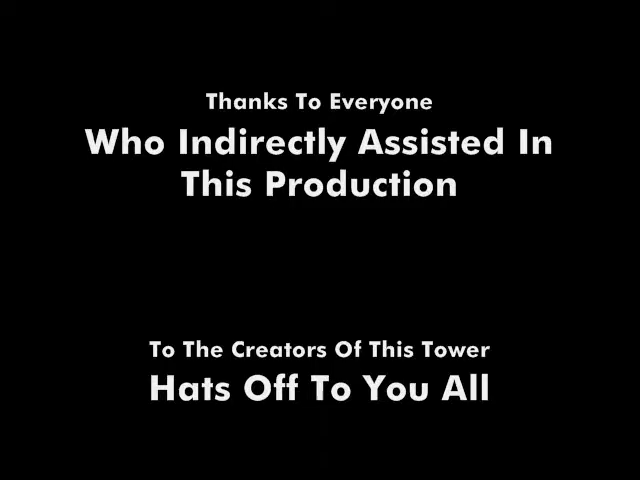 Thanks To Everyone
Who Indirectly Assisted In
This Production
To The Creators Of This Tower
Hats Off To You All